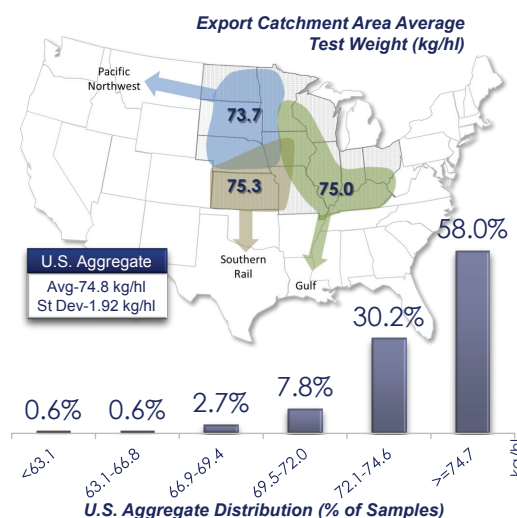 Export Catchment Area Average
Test Weight (kg/hl)
Pacific
Northwest
73.7
75.3
75.0
Southern
Rail
Gulf
U.S. Aggregate
Avg-74.8 kg/hl
St Dev-1.92 kg/hl
0.6%
0.6%
2.7%
7.8%
30.2%
58.0%
<63.1
63.1-66.8
66.9-69.4
69.5-72.0
72.1-74.6
>=74.7
kg/hl
U.S. Aggregate Distribution (% of Samples)